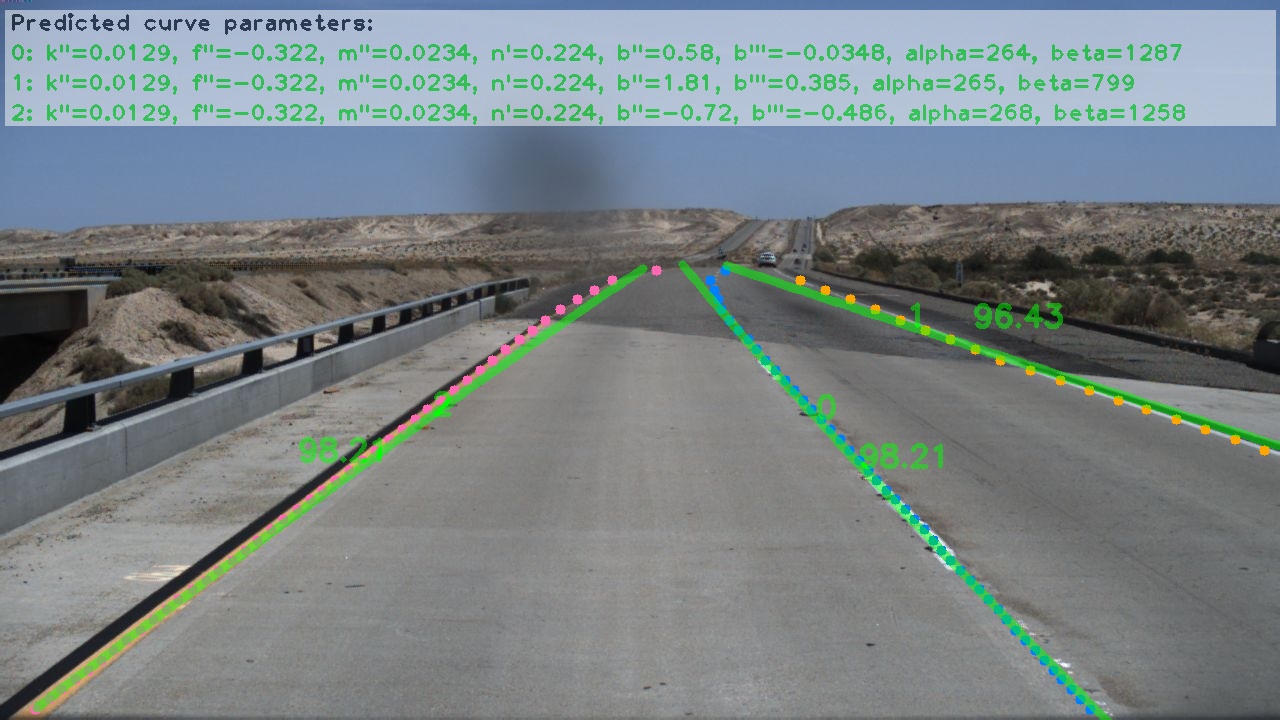 Predicted curve parameters:
0: k''=0.0129, f''=-0.322, m''=0.0234, n'=0.224, b''=0.58, b'''=-0.0348, alpha=264, beta=1287
1: k''=0.0129, f''=-0.322, m''=0.0234, n'=0.224, b''=1.81, b'''=0.385, alpha=265, beta=799
2: k''=0.0129, f''=-0.322, m''=0.0234, n'=0.224, b''=-0.72, b'''=-0.486, alpha=268, beta=1258
1 96.43
2 0
98.21 98.21